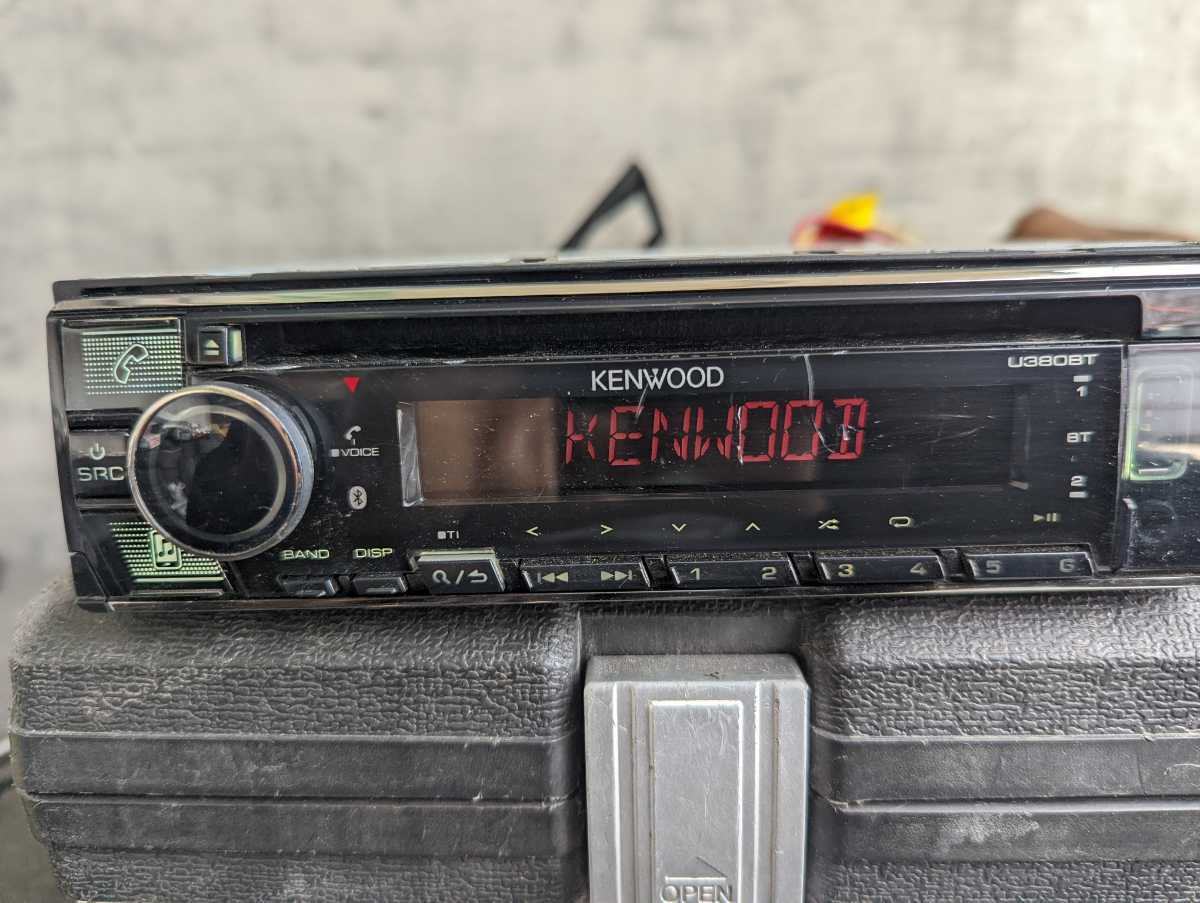 KENWOOD
U380BT
KENWOOD
1
VOICE
BT
SRC
2
TI
BAND DISP
1 2 3 4 5 6
OPEN